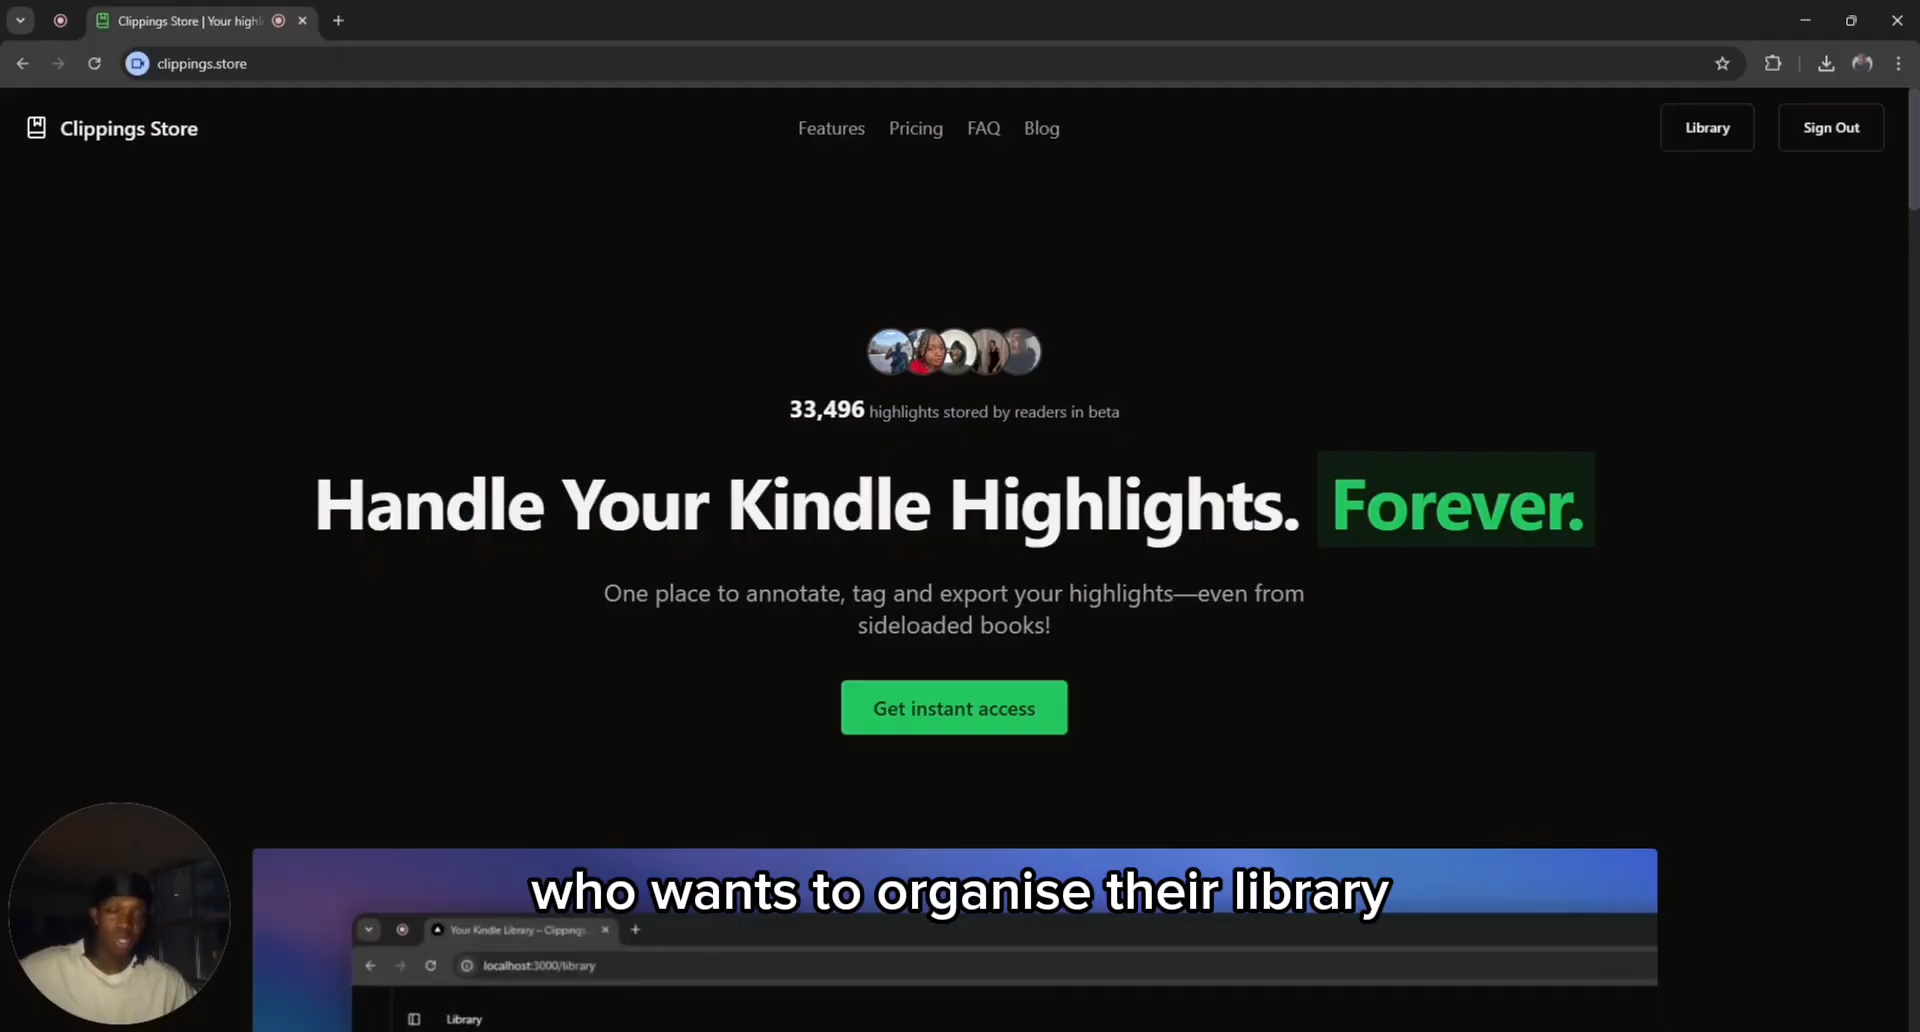 Clippings Store | Your highl
clippings.store
Clippings Store
Features
Pricing
FAQ
Blog
Library
Sign Out
33,496 highlights stored by readers in beta
Handle Your Kindle Highlights. Forever.
One place to annotate, tag and export your highlights—even from
sideloaded books!
Get instant access
who wants to organise their library
Your Kindle Library – Clippings
localhost:3000/library
Library